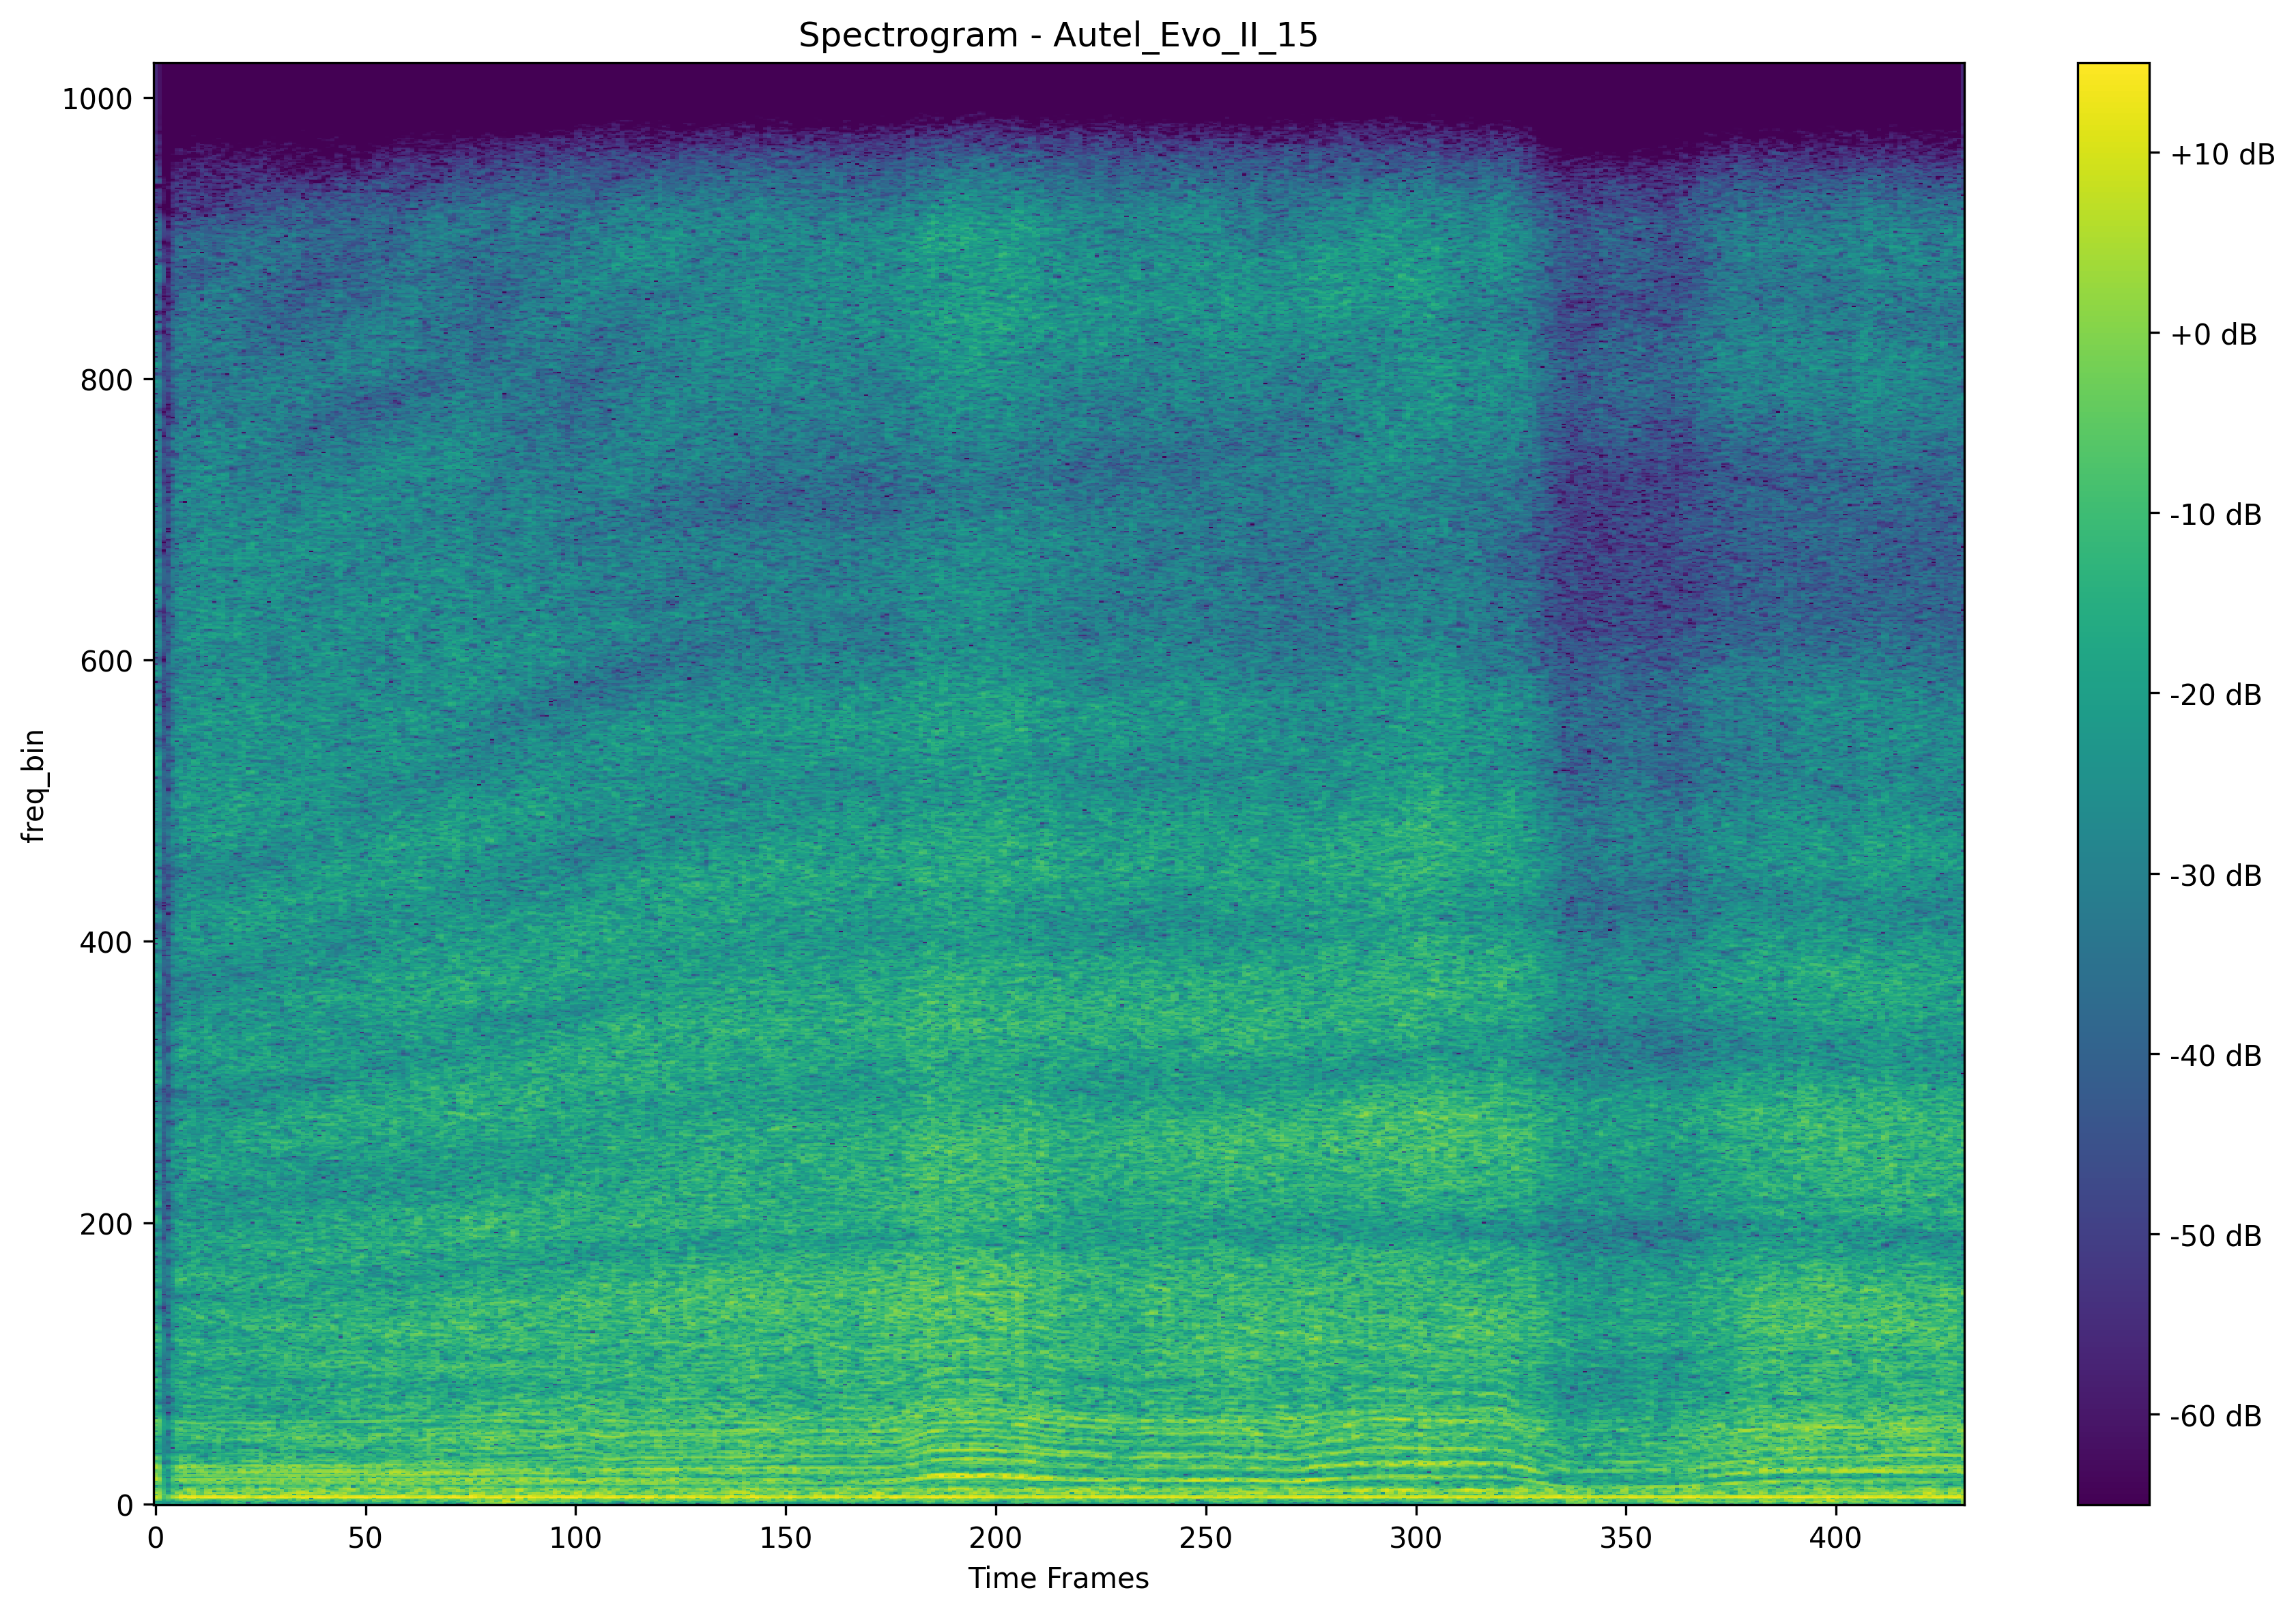 Spectrogram - Autel_Evo_II_15
1000
800
600
400
200
0
freq_bin
0 50 100 150 200 250 300 350 400
Time Frames
+10 dB
+0 dB
-10 dB
-20 dB
-30 dB
-40 dB
-50 dB
-60 dB